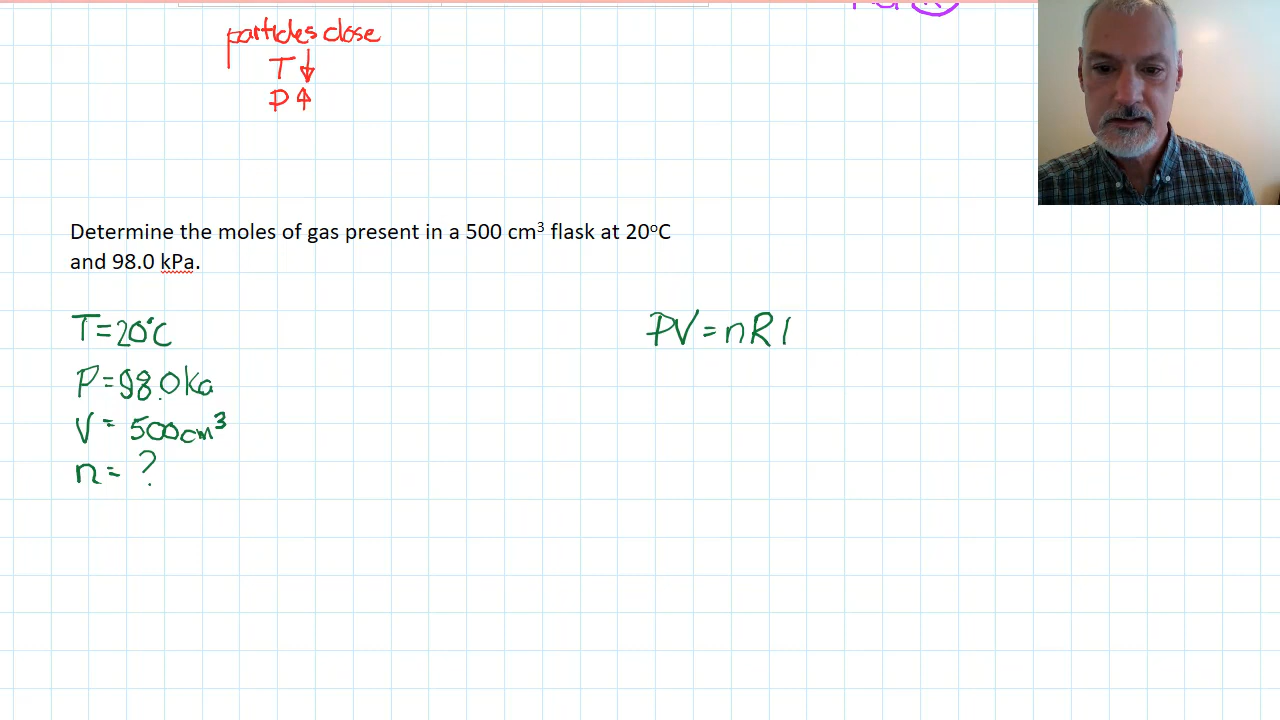 particles close
T ↓
P ↑
Determine the moles of gas present in a 500 cm³ flask at 20°C
and 98.0 kPa.
T=20°C
PV=nRT
P=98.0ka
V= 500cm³
n= ?